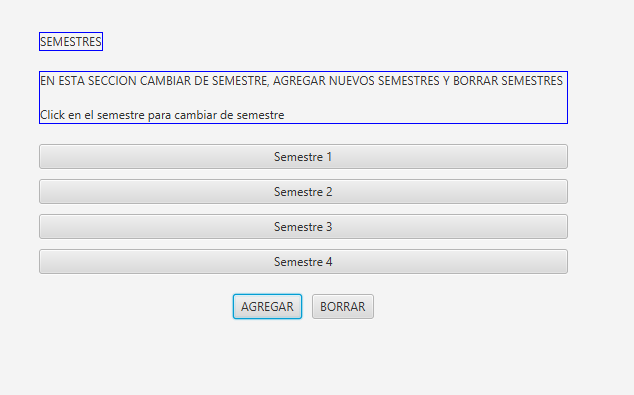 SEMESTRES
EN ESTA SECCION CAMBIAR DE SEMESTRE, AGREGAR NUEVOS SEMESTRES Y BORRAR SEMESTRES
Click en el semestre para cambiar de semestre
Semestre 1
Semestre 2
Semestre 3
Semestre 4
AGREGAR BORRAR